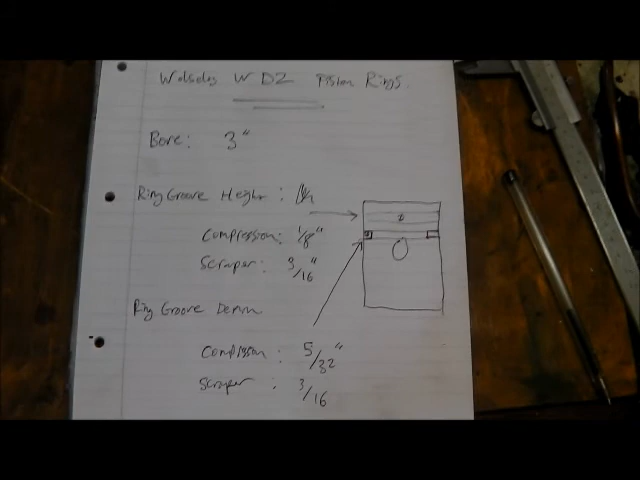 Wolseley WD2 Piston Rings.
Bore: 3"
Ring Groove Height:
Compression: 1/8"
Scraper: 3/16"
Ring Groove Depth
Compression: 5/32"
Scraper: 3/16